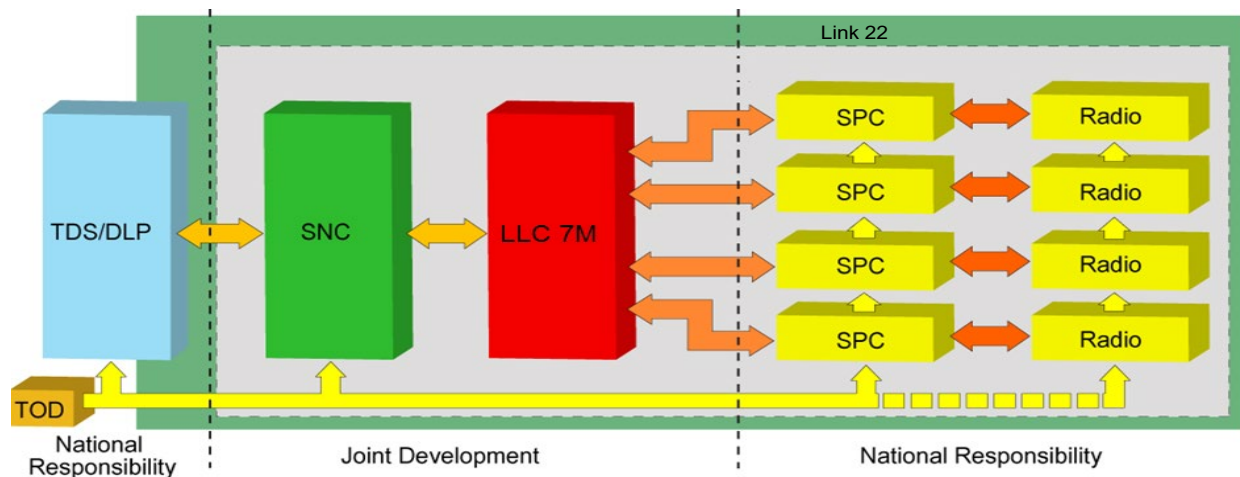 Link 22
TDS/DLP
SNC
LLC 7M
SPC
Radio
SPC
Radio
SPC
Radio
SPC
Radio
TOD
National
Responsibility
Joint Development
National Responsibility